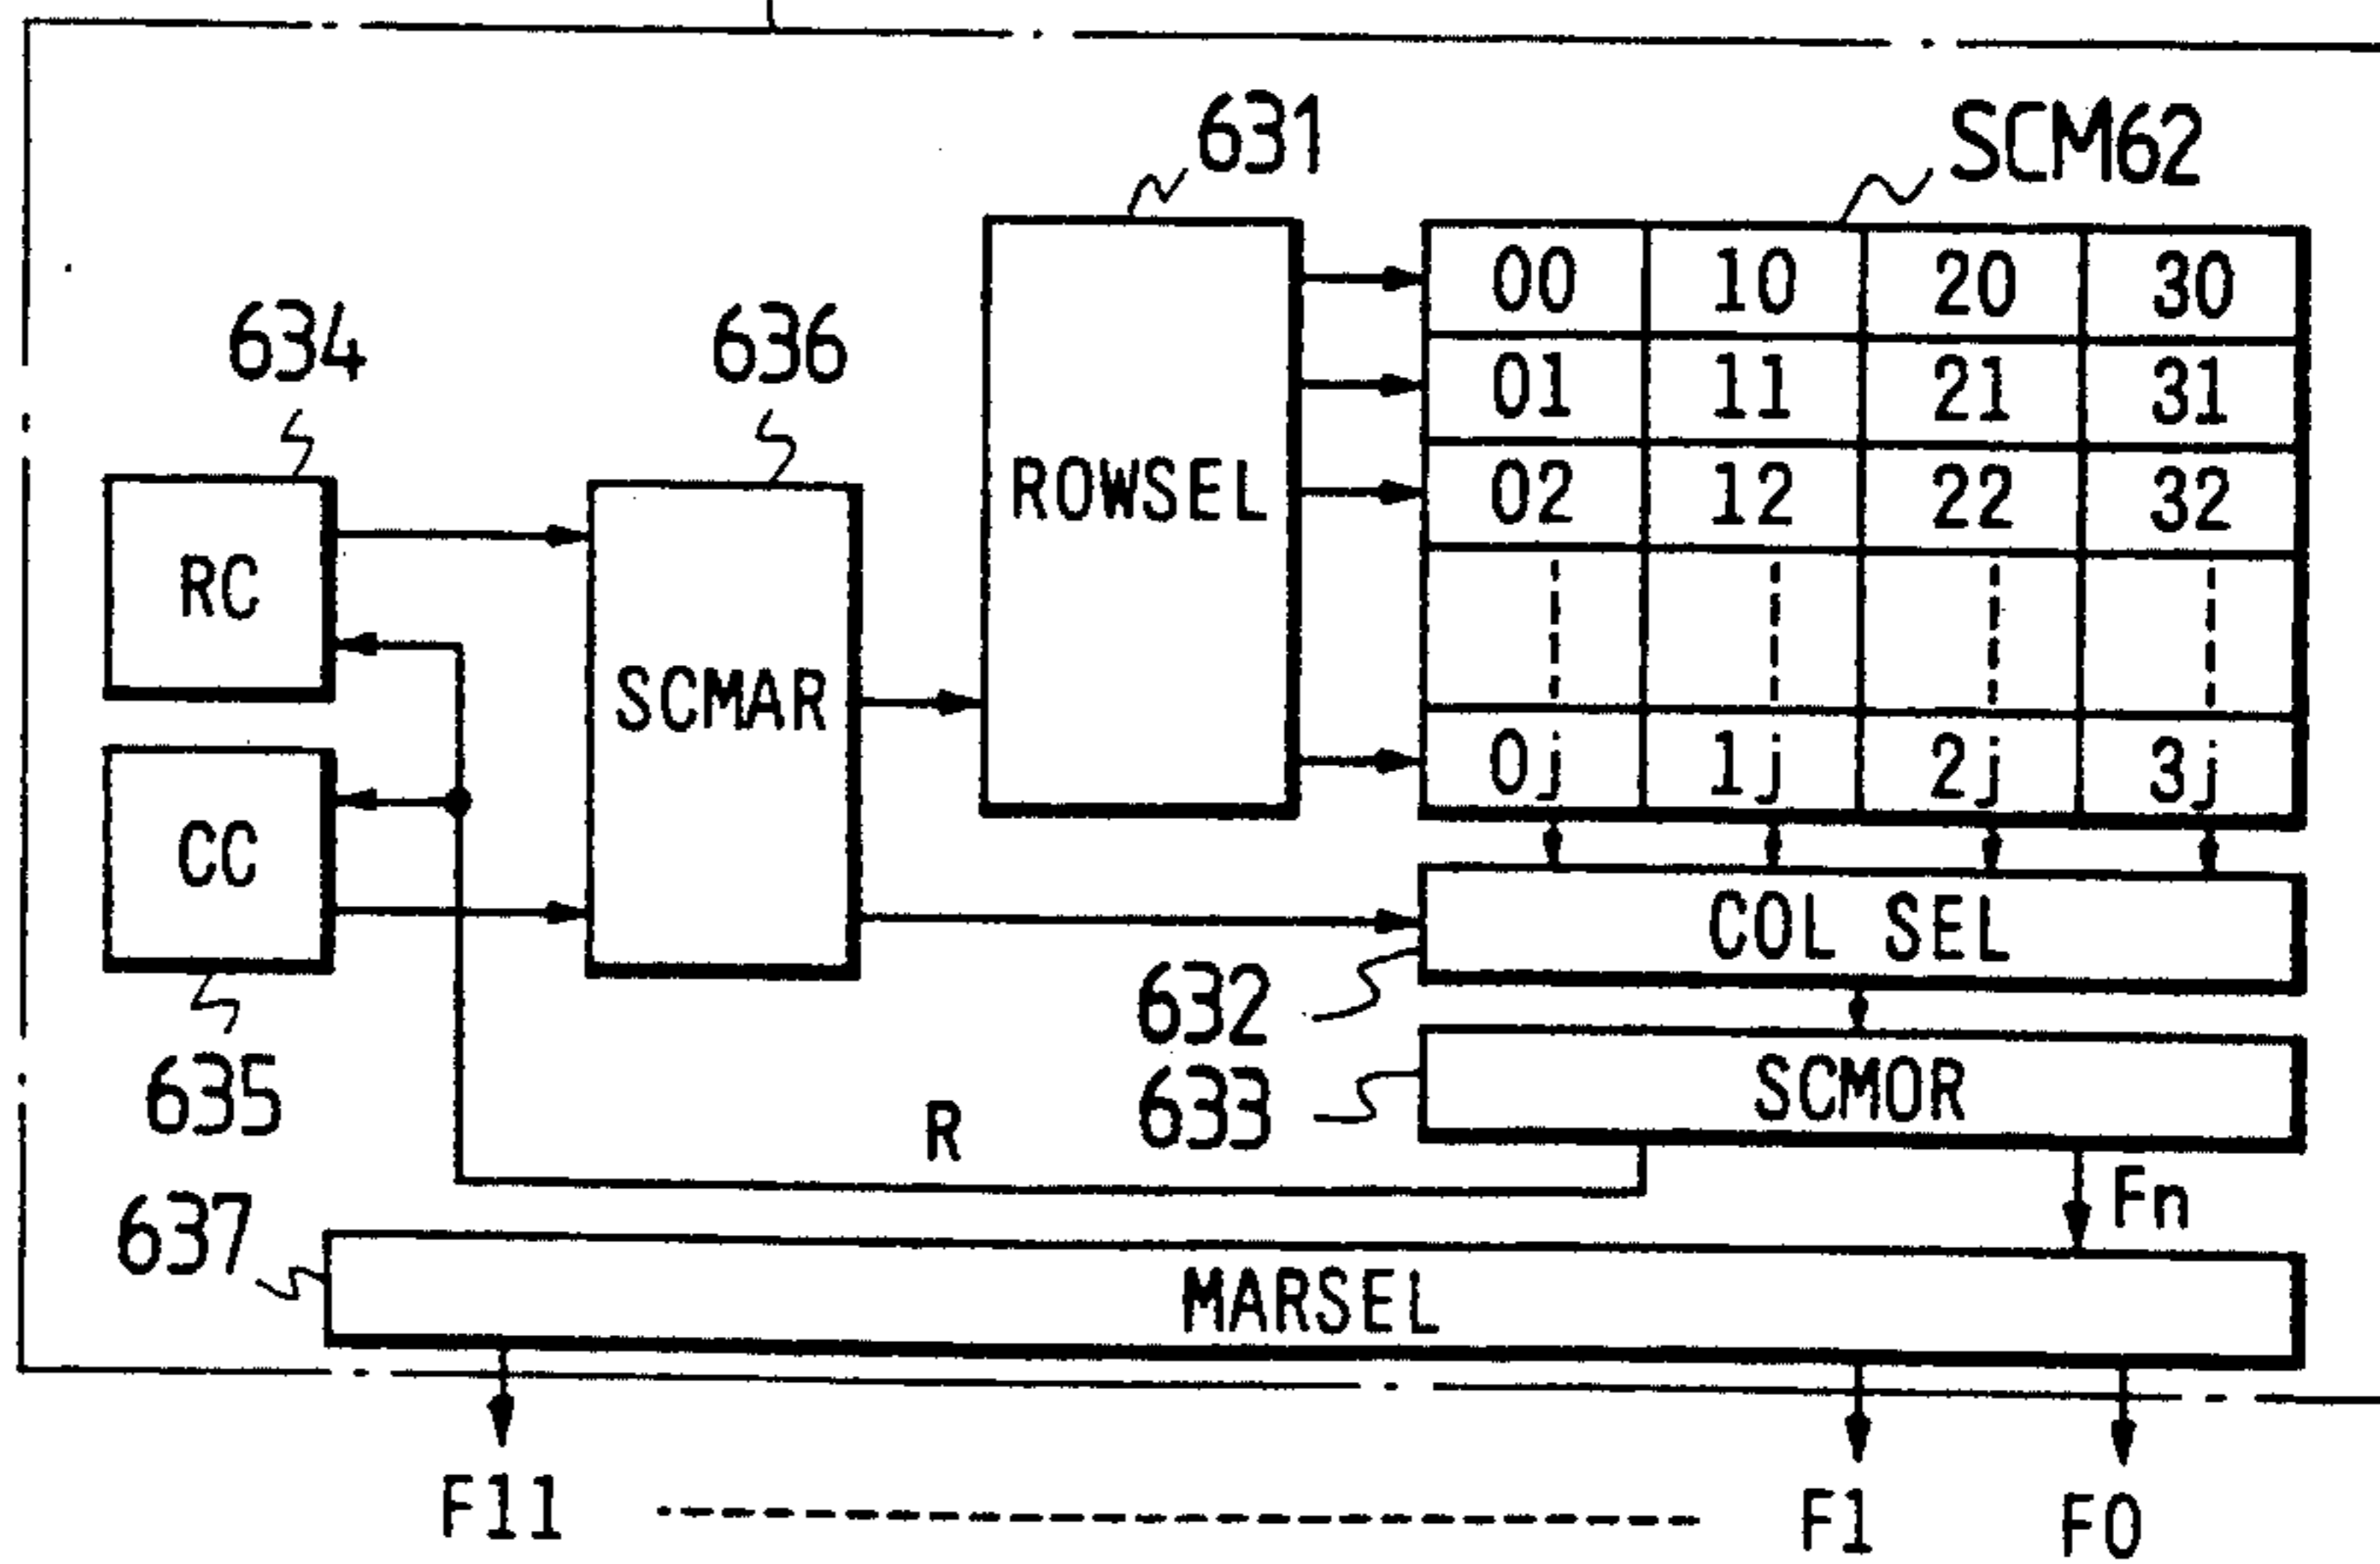 631
SCM62
634
636
00 10 20 30
01 11 21 31
ROWSEL
02 12 22 32
RC
SCMAR
0j 1j 2j 3j
CC
COL SEL
632
635
633
SCMOR
R
Fn
637
MARSEL
F11
F1
F0